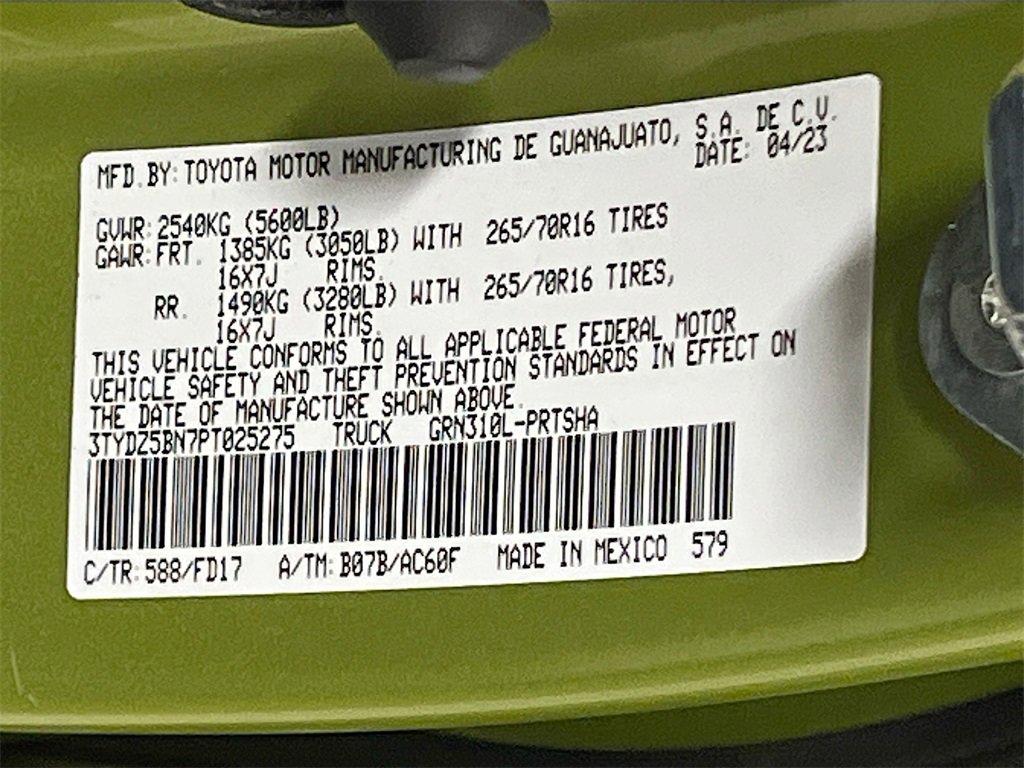 MFD. BY: TOYOTA MOTOR MANUFACTURING DE GUANAJUATO, S.A. DE C.V.
DATE: 04/23
GVWR: 2540KG (5600LB)
GAWR: FRT. 1385KG (3050LB) WITH 265/70R16 TIRES
16X7J RIMS.
RR. 1490KG (3280LB) WITH 265/70R16 TIRES,
16X7J RIMS.
THIS VEHICLE CONFORMS TO ALL APPLICABLE FEDERAL MOTOR
VEHICLE SAFETY AND THEFT PREVENTION STANDARDS IN EFFECT ON
THE DATE OF MANUFACTURE SHOWN ABOVE.
3TYDZ5BN7PT025275 TRUCK GRN310L-PRTSHA
C/TR: 588/FD17 A/TM: B07B/AC60F MADE IN MEXICO 579